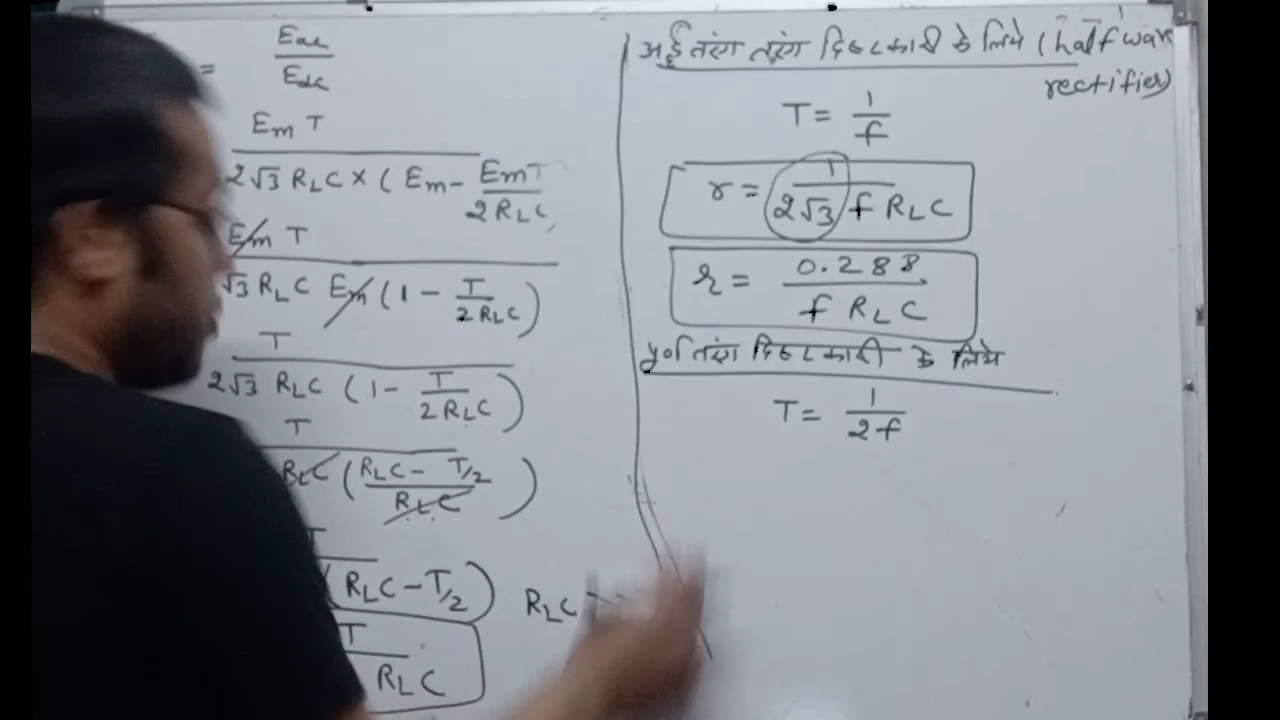 = Eac / Edc
Em T / 2√3 RLC × ( Em - EmT / 2RLC
Em T / √3 RLC Em ( 1 - T / 2RLC )
T / 2√3 RLC ( 1 - T / 2RLC )
T / RLC ( RLC - T/2 / RLC )
T / ( RLC - T/2 ) RLC
T / RLC
तरंग तरंग दिष्टकारी के लिये ( half wave
rectifier)
T = 1 / f
r = 1 / 2√3 f RLC
r = 0.288 / f RLC
तरंग दिष्टकारी के लिये
T = 1 / 2f